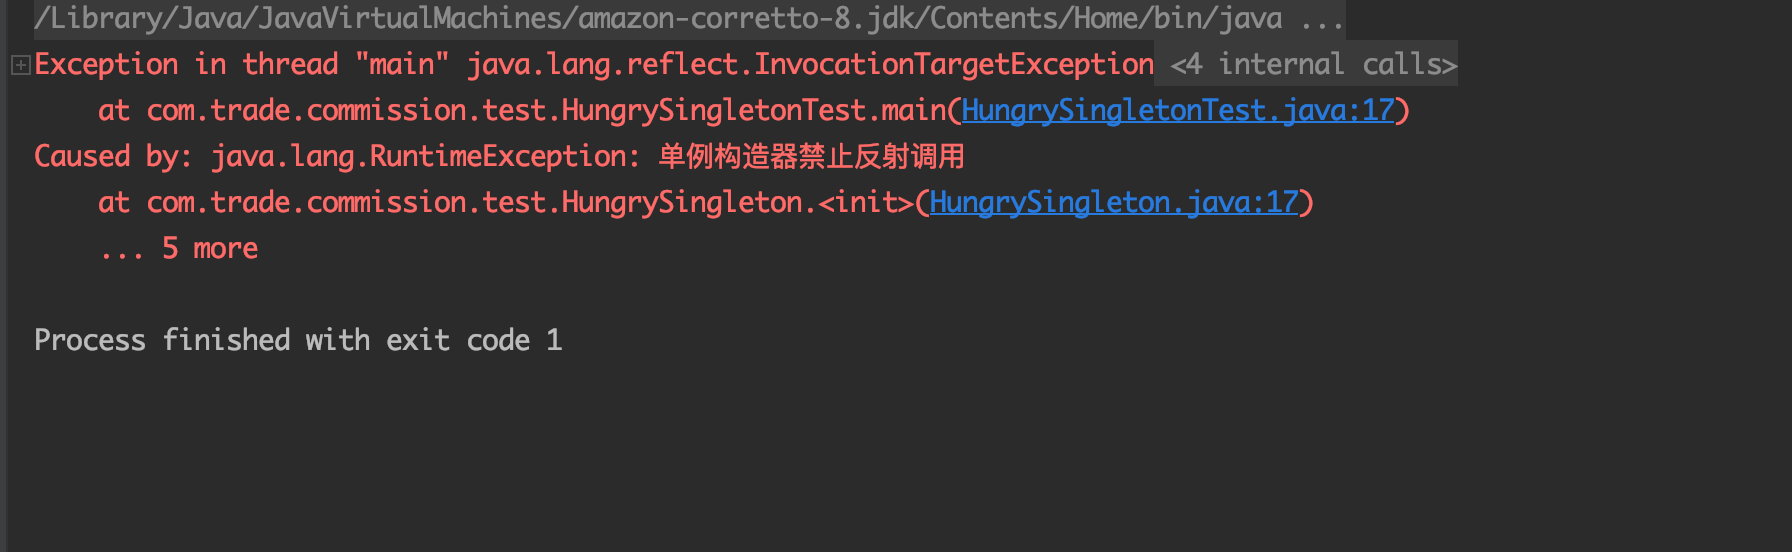 /Library/Java/JavaVirtualMachines/amazon-corretto-8.jdk/Contents/Home/bin/java ...
Exception in thread "main" java.lang.reflect.InvocationTargetException <4 internal calls>
at com.trade.commission.test.HungrySingletonTest.main(HungrySingletonTest.java:17)
Caused by: java.lang.RuntimeException: 单例构造器禁止反射调用
at com.trade.commission.test.HungrySingleton.<init>(HungrySingleton.java:17)
... 5 more
Process finished with exit code 1